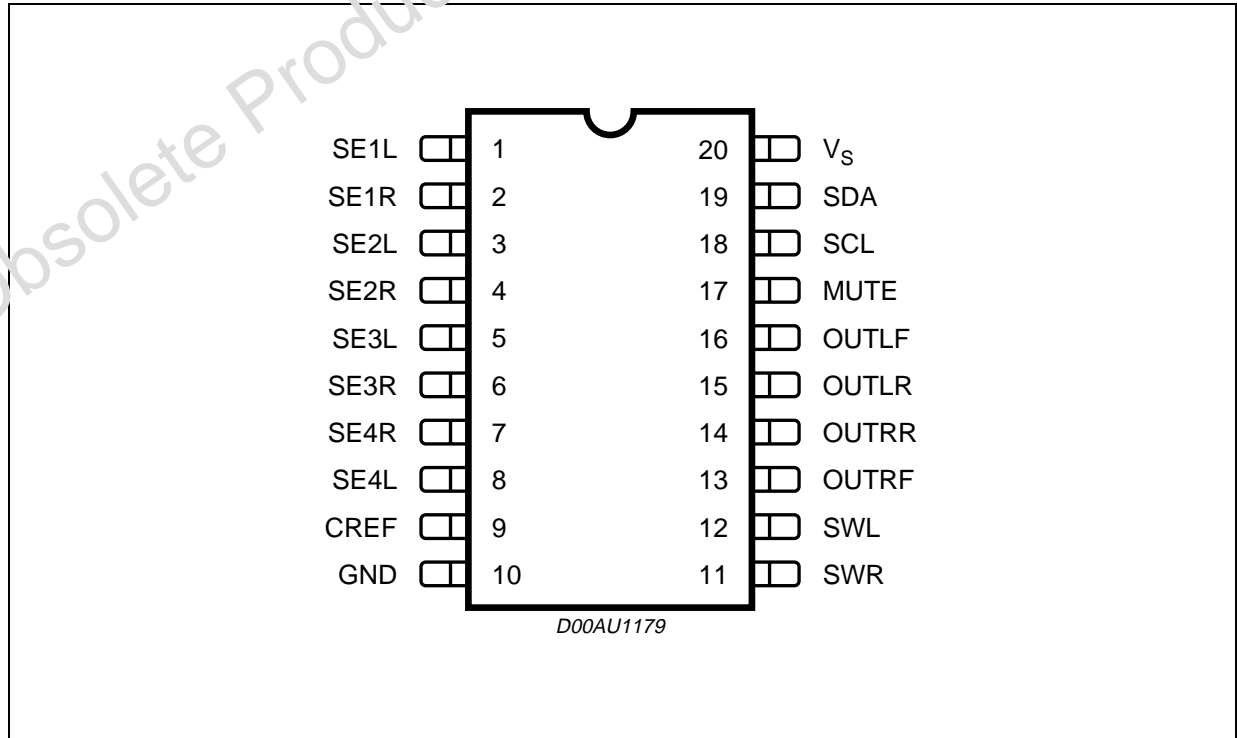 Obsolete Produc
SE1L 1 20 VS
SE1R 2 19 SDA
SE2L 3 18 SCL
SE2R 4 17 MUTE
SE3L 5 16 OUTLF
SE3R 6 15 OUTLR
SE4R 7 14 OUTRR
SE4L 8 13 OUTRF
CREF 9 12 SWL
GND 10 11 SWR
D00AU1179